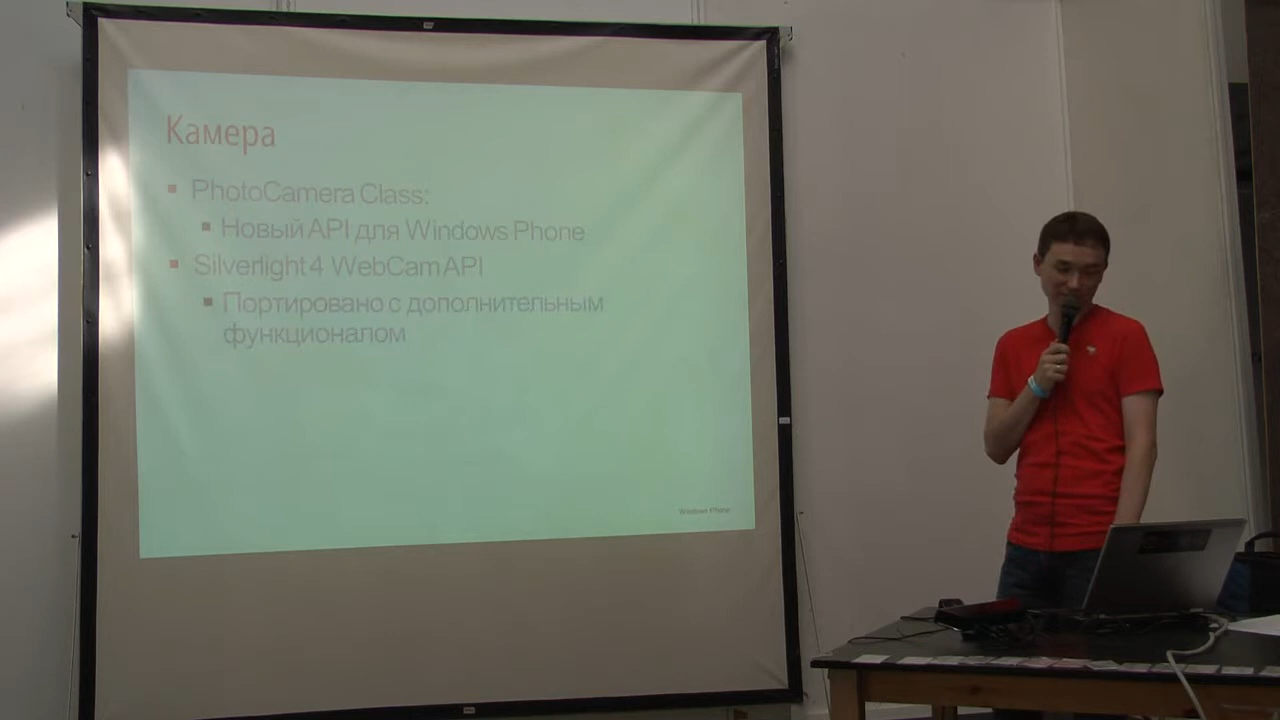 Камера
PhotoCamera Class:
Новый API для Windows Phone
Silverlight 4 WebCam API
Портировано с дополнительным
функционалом
Windows Phone